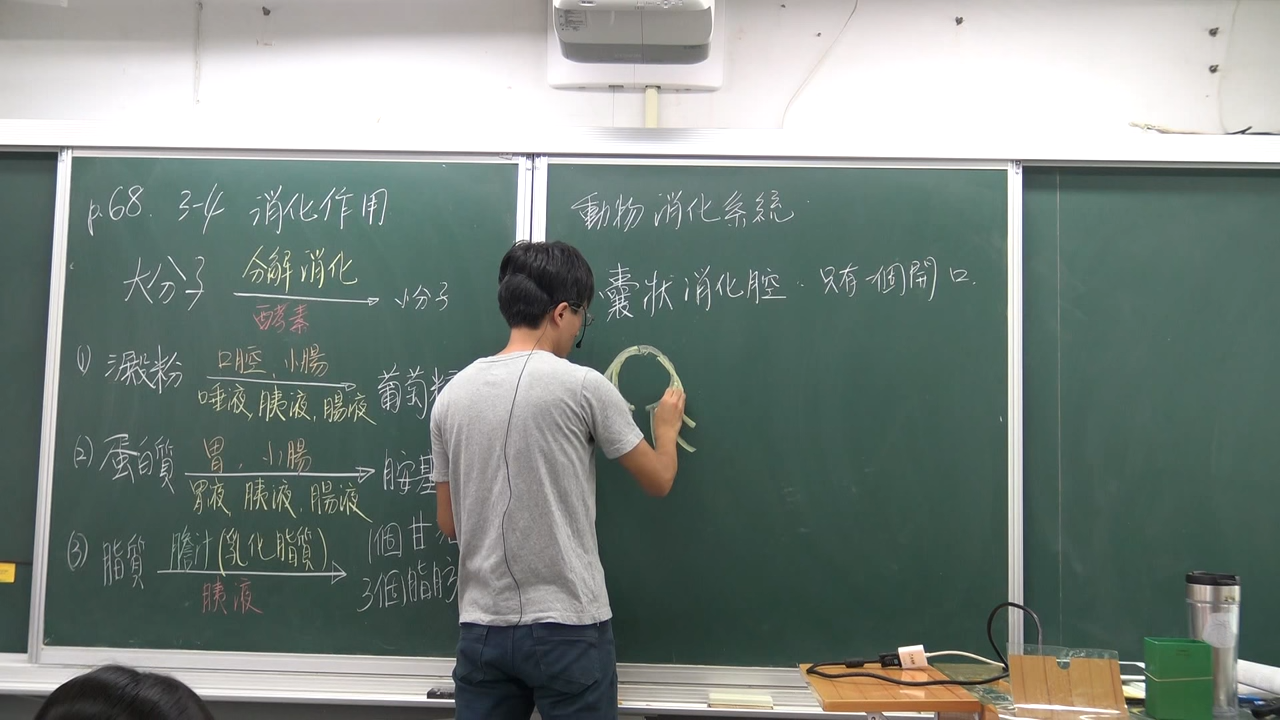 p.68. 3-4 消化作用
大分子 分解消化 小分子
酵素
(1) 澱粉 口腔, 小腸 葡萄糖
唾液, 胰液, 腸液
(2) 蛋白質 胃, 小腸 胺基
胃液, 胰液, 腸液
(3) 脂質 膽汁(乳化脂質) 1個甘
胰液 3個脂肪
動物消化系統
囊狀消化腔. 只有一個開口.